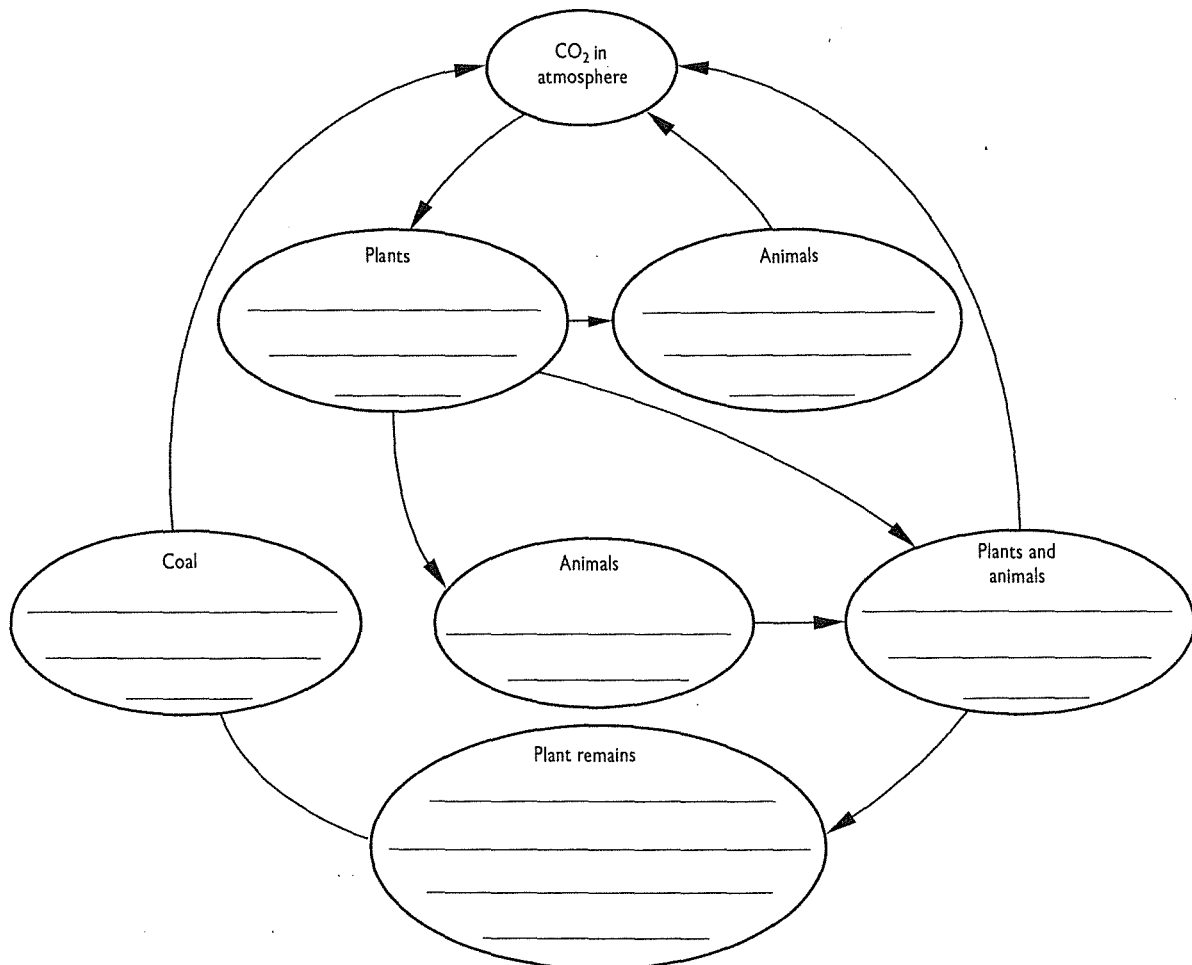 CO₂ in
atmosphere
Plants
Animals
Coal
Animals
Plants and
animals
Plant remains